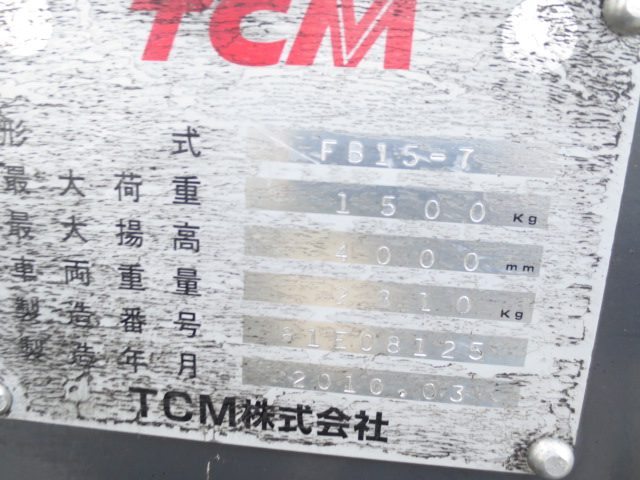 TCM
形 式 FB15-7
最大荷重 1500 Kg
最大揚高 4000 mm
車両重量 2810 Kg
製造番号 81E08125
製造年月 2010.03
TCM株式会社